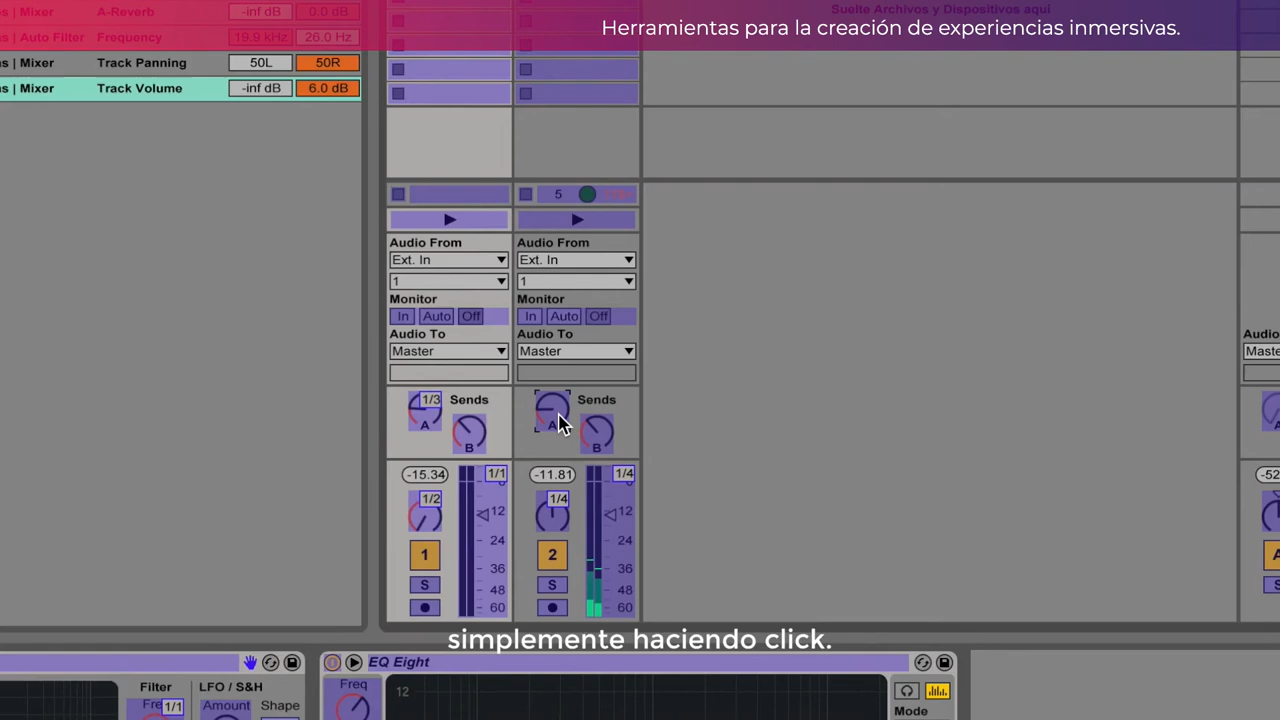 s | Mixer A-Reverb -inf dB 0.0 dB
s | Auto Filter Frequency 19.9 kHz 26.0 Hz
s | Mixer Track Panning 50L 50R
s | Mixer Track Volume -inf dB 6.0 dB
Suelte Archivos y Dispositivos aquí
Herramientas para la creación de experiencias inmersivas.
5
Audio From Audio From
Ext. In Ext. In
1 1
Monitor Monitor
In Auto Off In Auto Off
Audio To Audio To
Master Master Maste
1/3 Sends Sends
A B A B A
-15.34 1/1 -11.81 1/4 -52
1/2 0 1/4 0
12 12
24 24
1 36 2 36 A
S 48 S 48 S
60 60
simplemente haciendo click.
EQ Eight
Filter LFO / S&H Freq 12
Fre 1/1 Amount Shape Mode